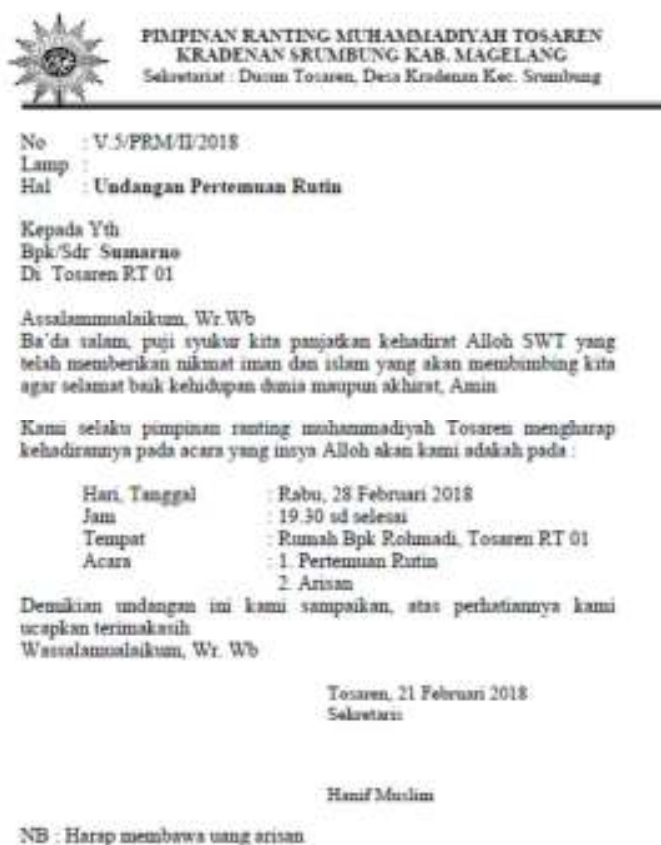 PIMPINAN RANTING MUHAMMADIYAH TOSAREN
KRADENAN SRUMBUNG KAB. MAGELANG
Sekretariat : Dusun Tosaren, Desa Kradenan Kec. Srumbung
No : V.5/PRM/II/2018
Lamp :
Hal : Undangan Pertemuan Rutin
Kepada Yth
Bpk/Sdr Sumarno
Di Tosaren RT 01
Assalammualaikum, Wr.Wb
Ba'da salam, puji syukur kita panjatkan kehadirat Alloh SWT yang
telah memberikan nikmat iman dan islam yang akan membimbing kita
agar selamat baik kehidupan dunia maupun akhirat, Amin
Kami selaku pimpinan ranting muhammadiyah Tosaren mengharap
kehadirannya pada acara yang insya Alloh akan kami adakah pada :
Hari, Tanggal : Rabu, 28 Februari 2018
Jam : 19.30 sd selesai
Tempat : Rumah Bpk Rohmadi, Tosaren RT 01
Acara : 1. Pertemuan Rutin
2. Arisan
Demikian undangan ini kami sampaikan, atas perhatiannya kami
ucapkan terimakasih
Wassalamualaikum, Wr. Wb
Tosaren, 21 Februari 2018
Sekretaris
Hanif Muslim
NB : Harap membawa uang arisan